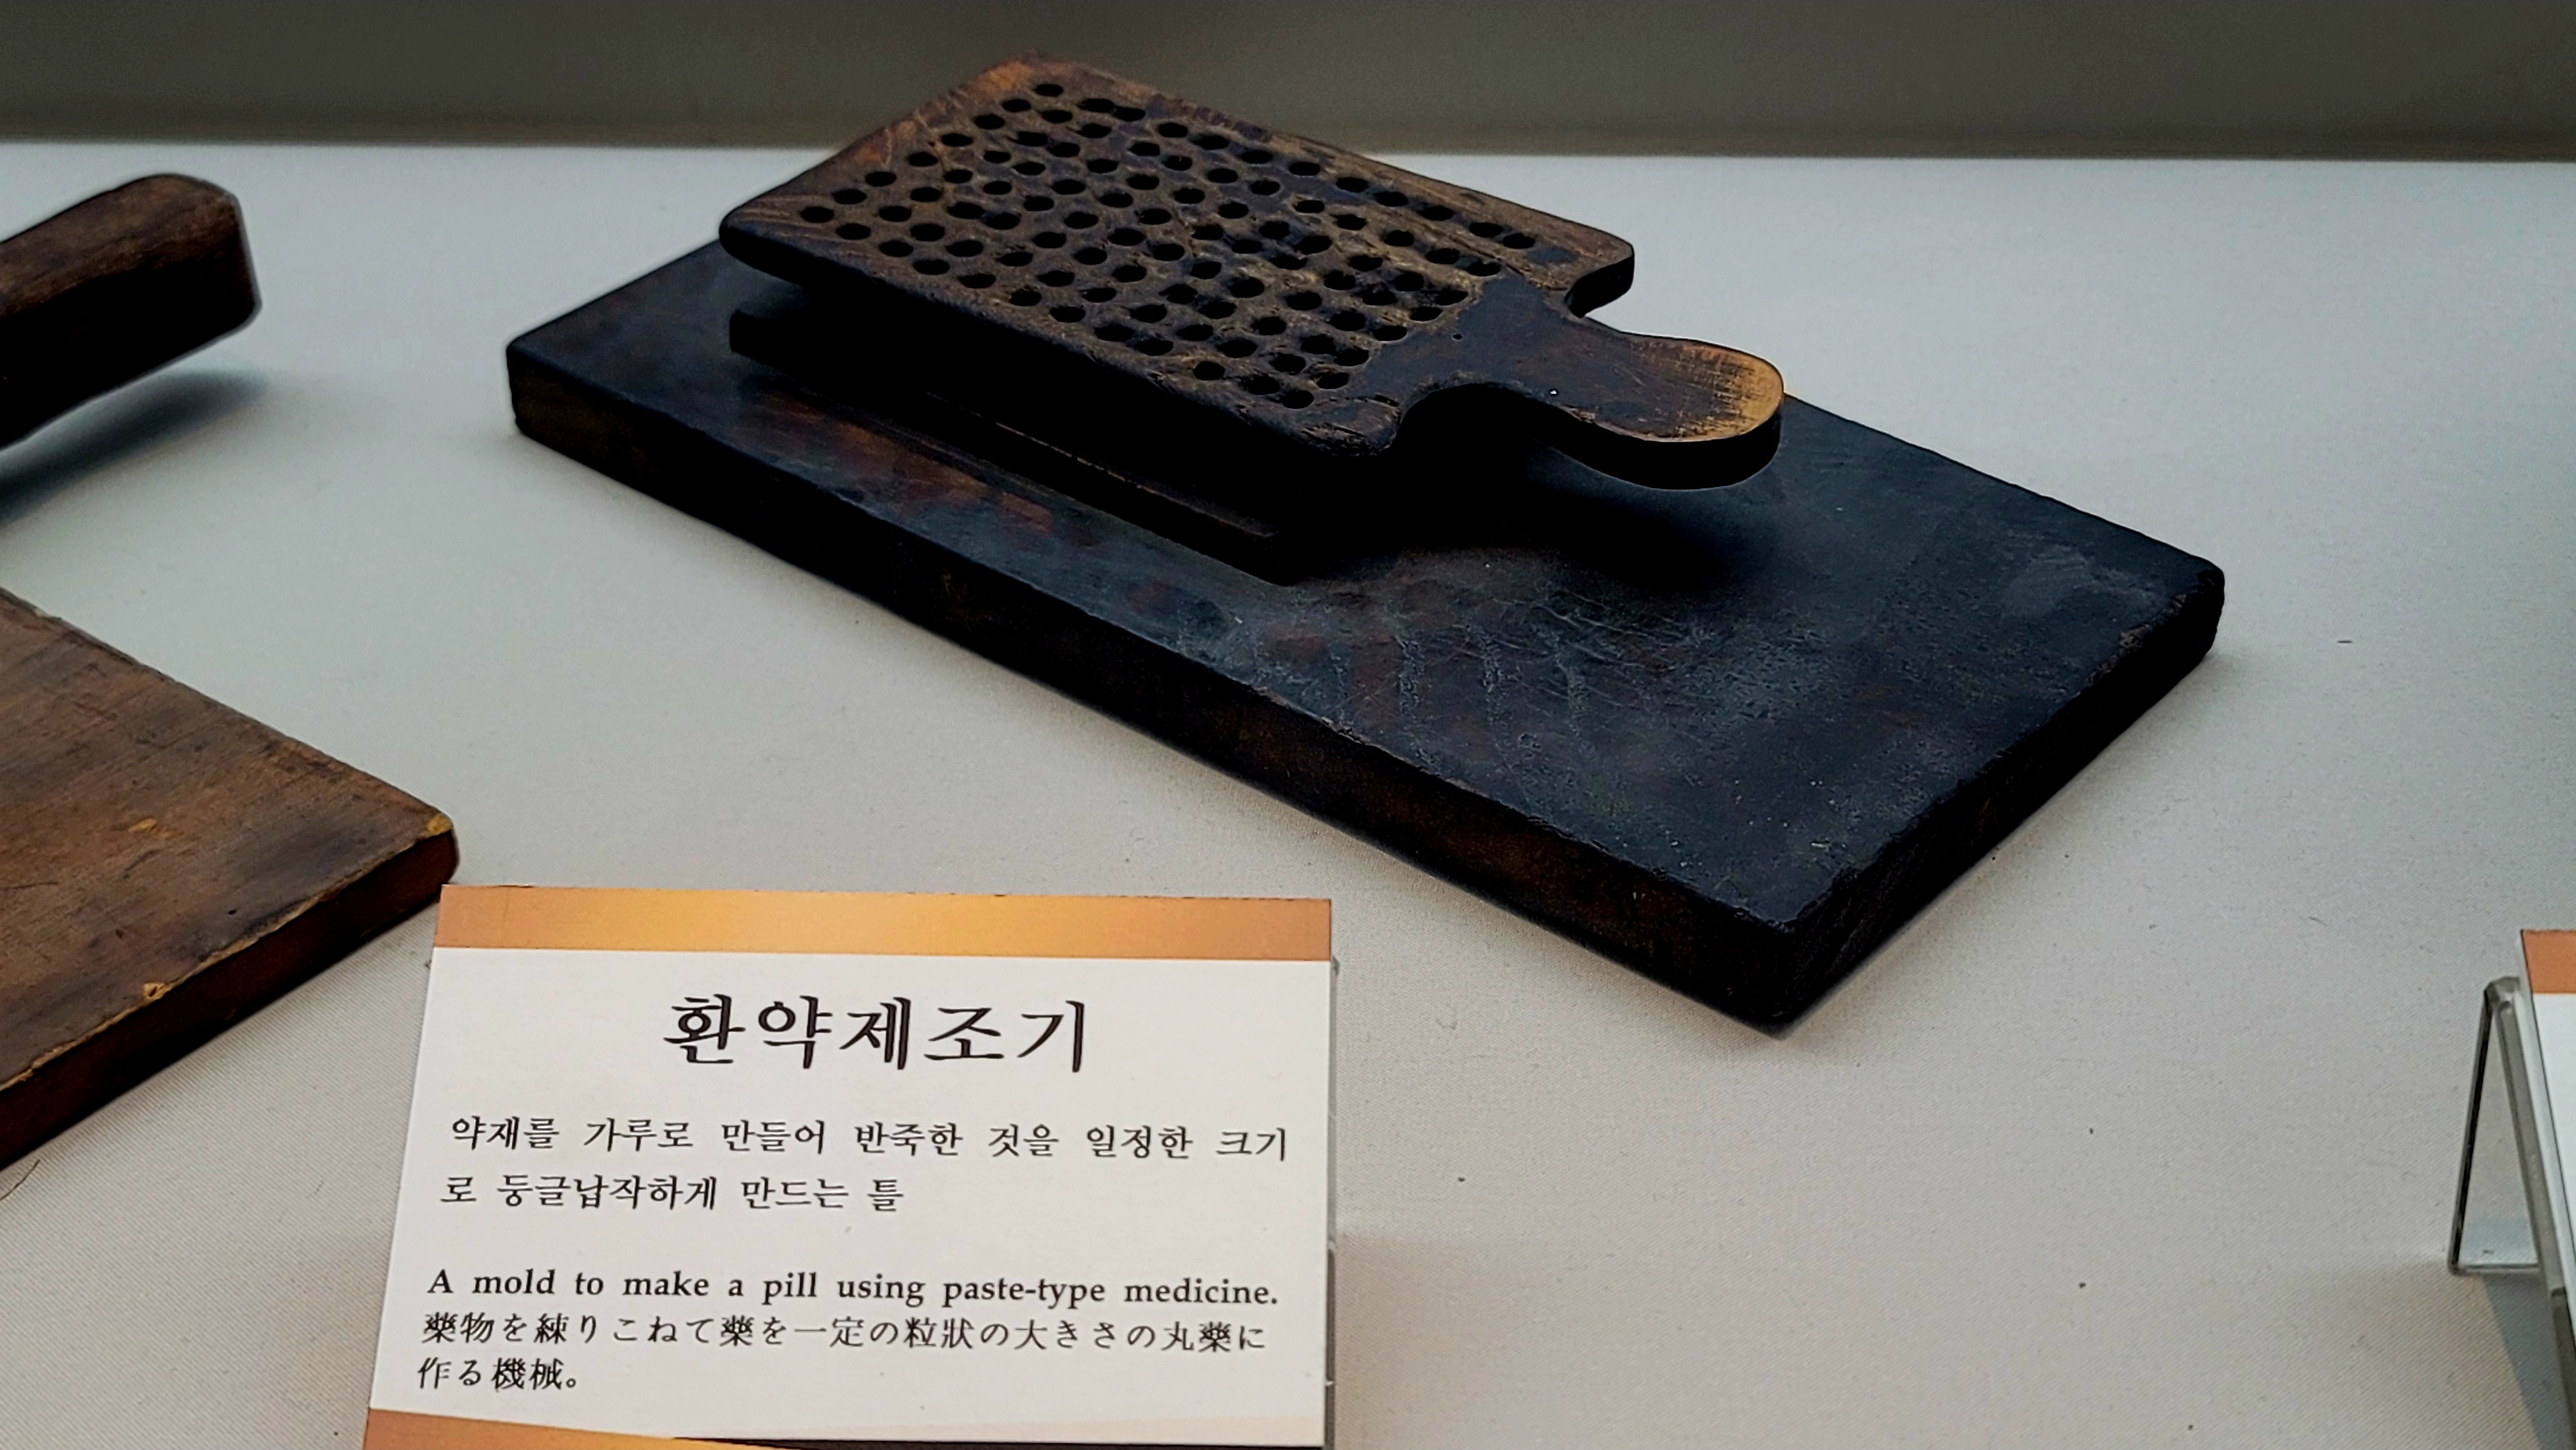 환약제조기
약재를 가루로 만들어 반죽한 것을 일정한 크기
로 둥글납작하게 만드는 틀
A mold to make a pill using paste-type medicine.
藥物を練りこねて藥を一定の粒狀の大きさの丸藥に
作る機械。